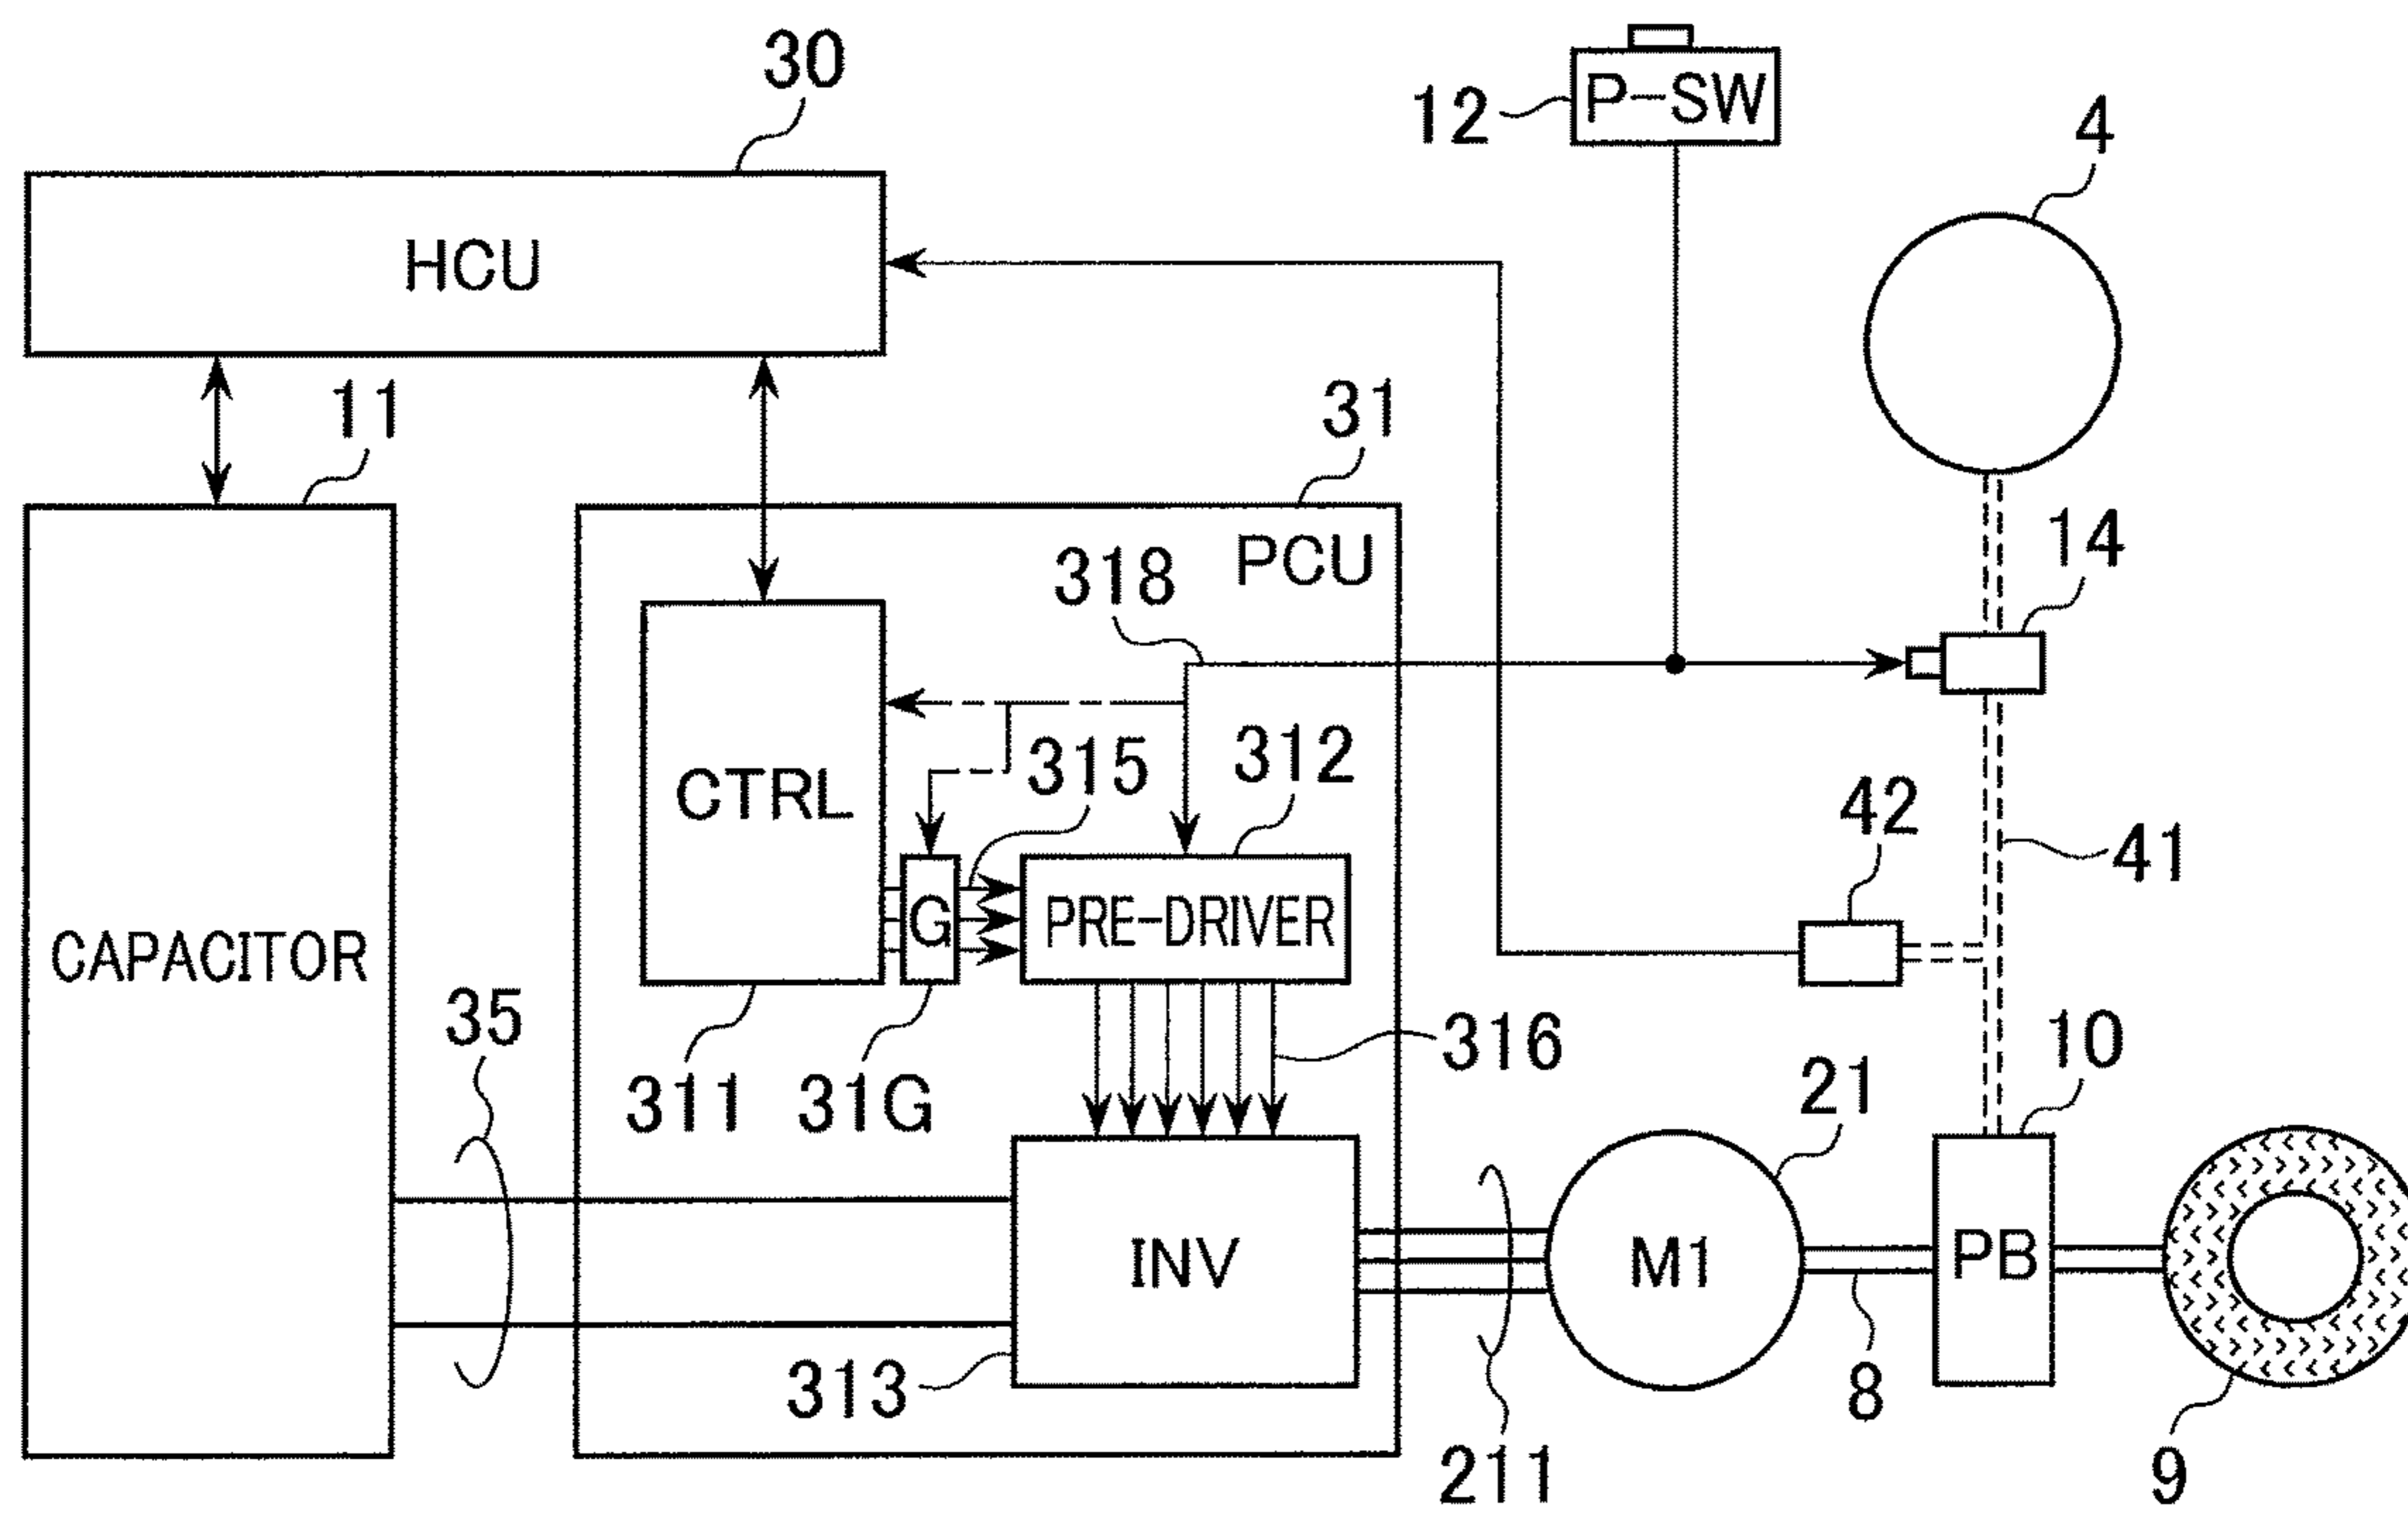 30
12
P-SW
4
HCU
11
31
PCU
318
14
CTRL
315
312
42
41
G
PRE-DRIVER
CAPACITOR
35
311
31G
316
21
10
INV
M1
PB
313
211
8
9